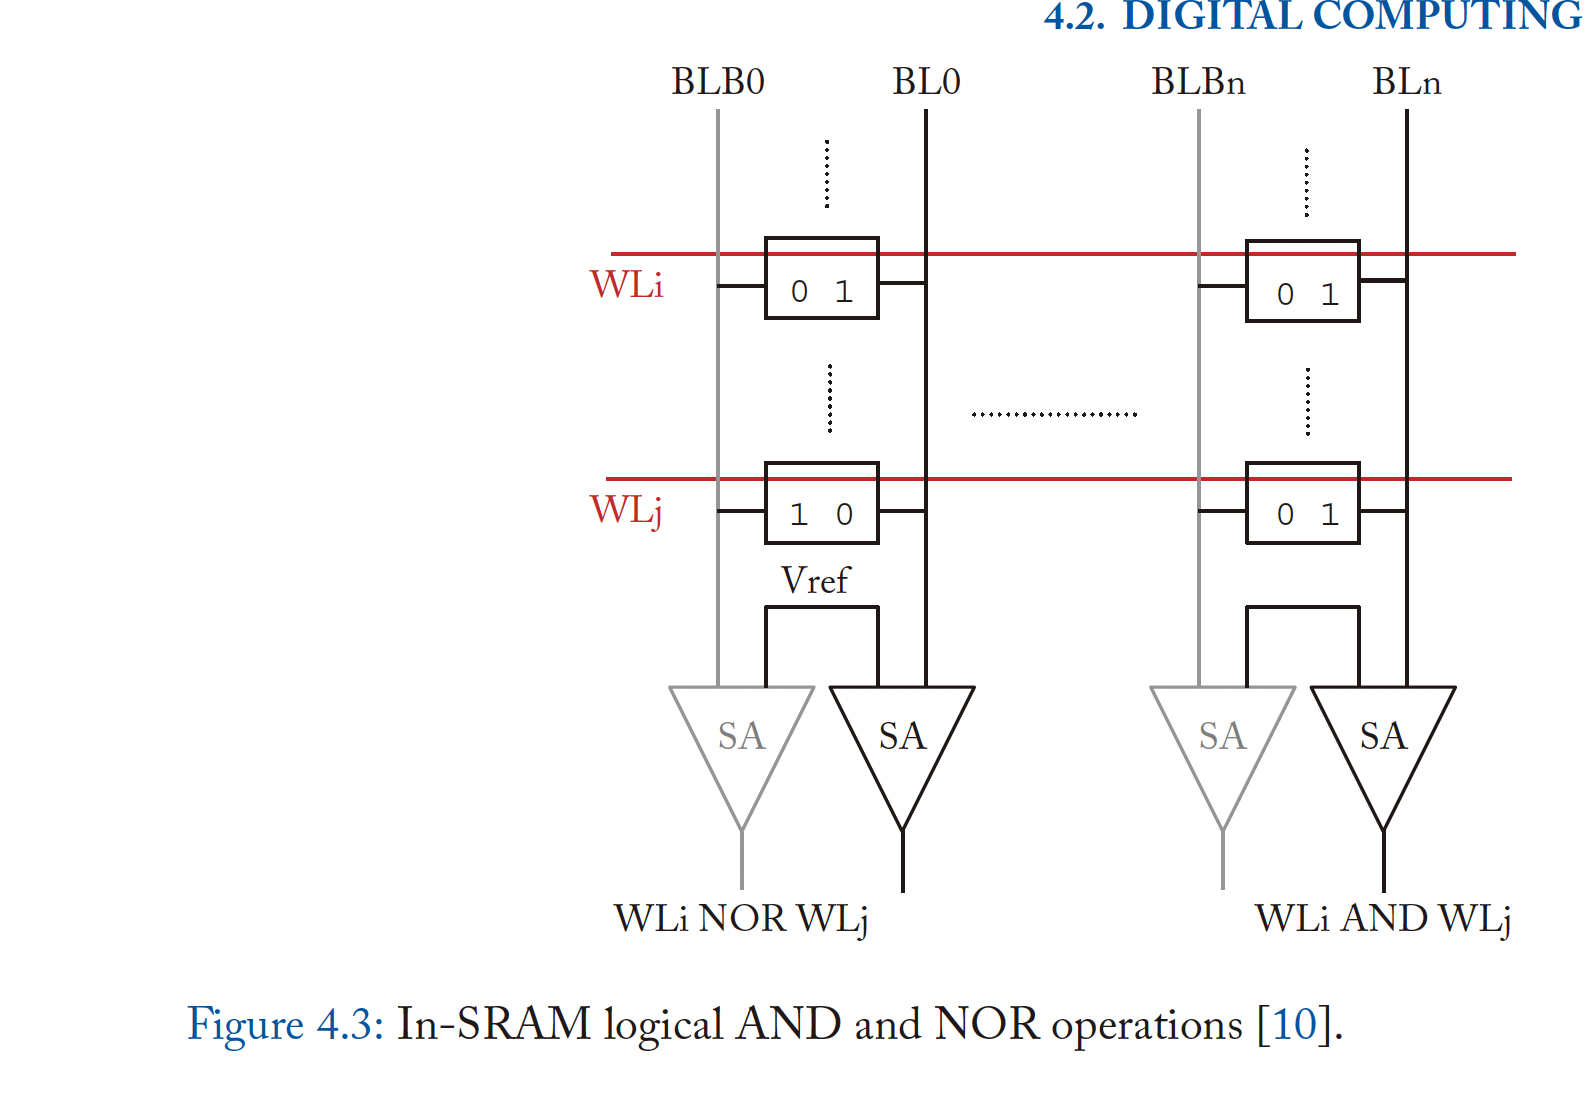 4.2. DIGITAL COMPUTING
BLB0 BL0 BLBn BLn
WLi
0 1 0 1
WLj
1 0 0 1
Vref
SA SA SA SA
WLi NOR WLj WLi AND WLj
Figure 4.3: In-SRAM logical AND and NOR operations [10].